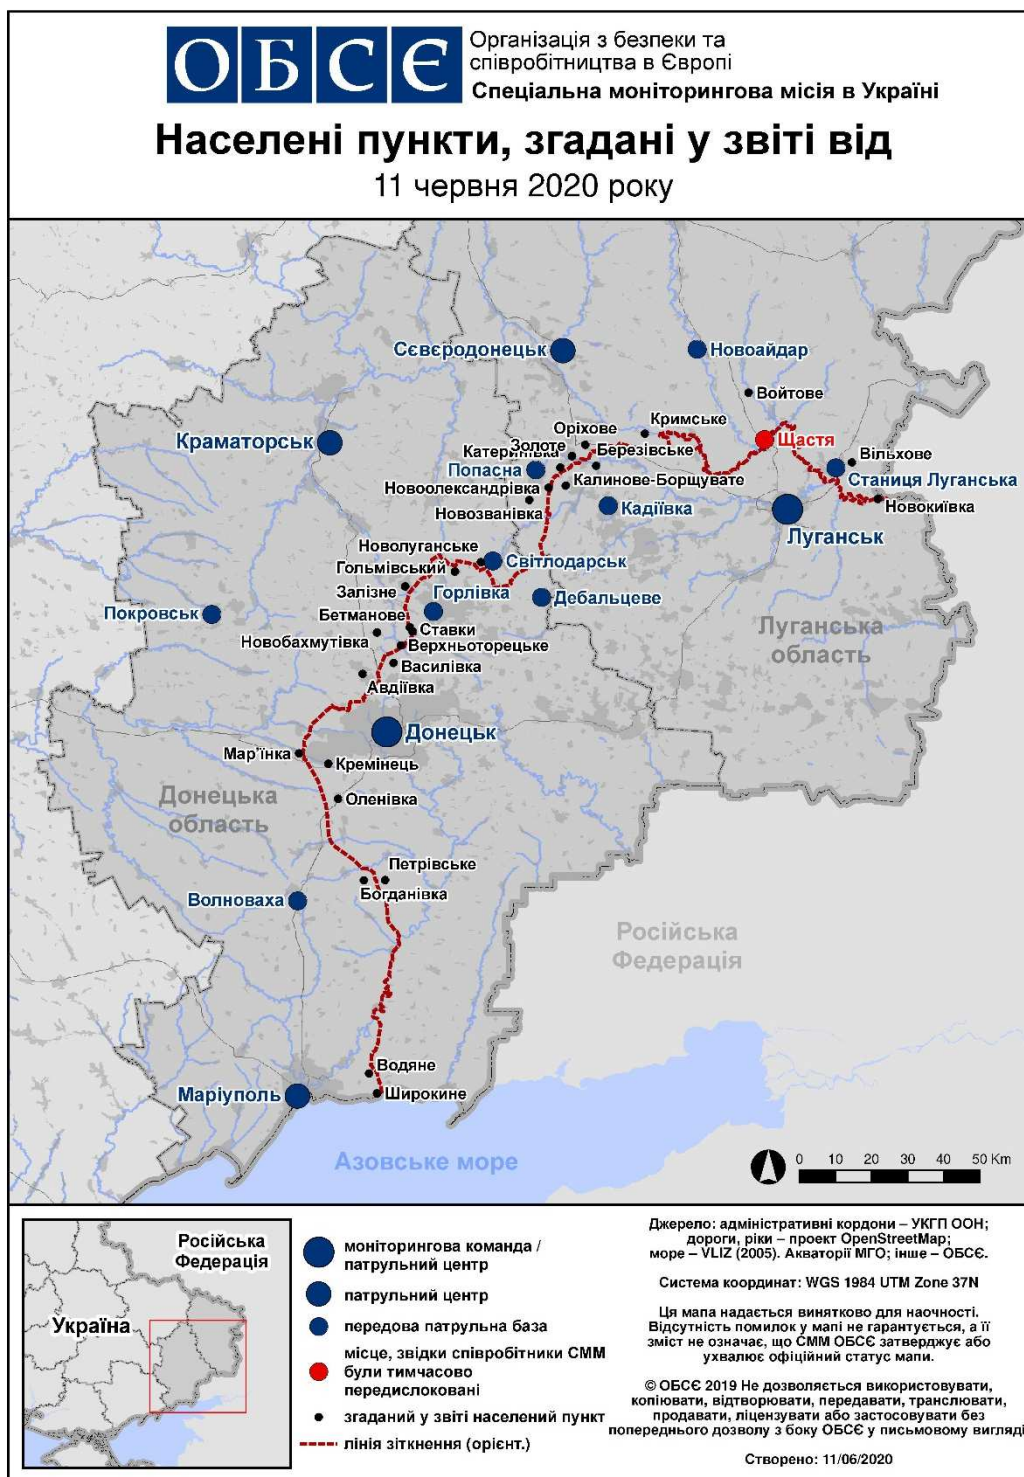 ОБСЄ
Організація з безпеки та
співробітництва в Європі
Спеціальна моніторингова місія в Україні
Населені пункти, згадані у звіті від
11 червня 2020 року
Сєвєродонецьк
Новоайдар
Войтове
Кримське
Оріхове
Щастя
Краматорськ
Золоте
Катеринівка
Березівське
Вільхове
Попасна
Станиця Луганська
Новоолександрівка
Калинове-Борщувате
Новозванівка
Кадіївка
Новокиївка
Луганськ
Новолуганське
Світлодарськ
Гольмівський
Залізне
Горлівка
Дебальцеве
Покровськ
Бетманове
Ставки
Луганська
область
Новобахмутівка
Верхньоторецьке
Василівка
Авдіївка
Донецьк
Мар'їнка
Кремінець
Донецька
область
Оленівка
Петрівське
Богданівка
Волноваха
Російська
Федерація
Водяне
Маріуполь
Широкине
Азовське море
0 10 20 30 40 50 Km
Російська
Федерація
Україна
моніторингова команда /
патрульний центр
патрульний центр
передова патрульна база
місце, звідки співробітники СММ
були тимчасово
передислоковані
згаданий у звіті населений пункт
лінія зіткнення (орієнт.)
Джерело: адміністративні кордони – УКГП ООН;
дороги, ріки – проект OpenStreetMap;
море – VLIZ (2005). Акваторії МГО; інше – ОБСЄ.
Система координат: WGS 1984 UTM Zone 37N
Ця мапа надається винятково для наочності.
Відсутність помилок у мапі не гарантується, а її
зміст не означає, що СММ ОБСЄ затверджує або
ухвалює офіційний статус мапи.
© ОБСЄ 2019 Не дозволяється використовувати,
копіювати, відтворювати, передавати, транслювати,
продавати, ліцензувати або застосовувати без
попереднього дозволу з боку ОБСЄ у письмовому вигляді
Створено: 11/06/2020